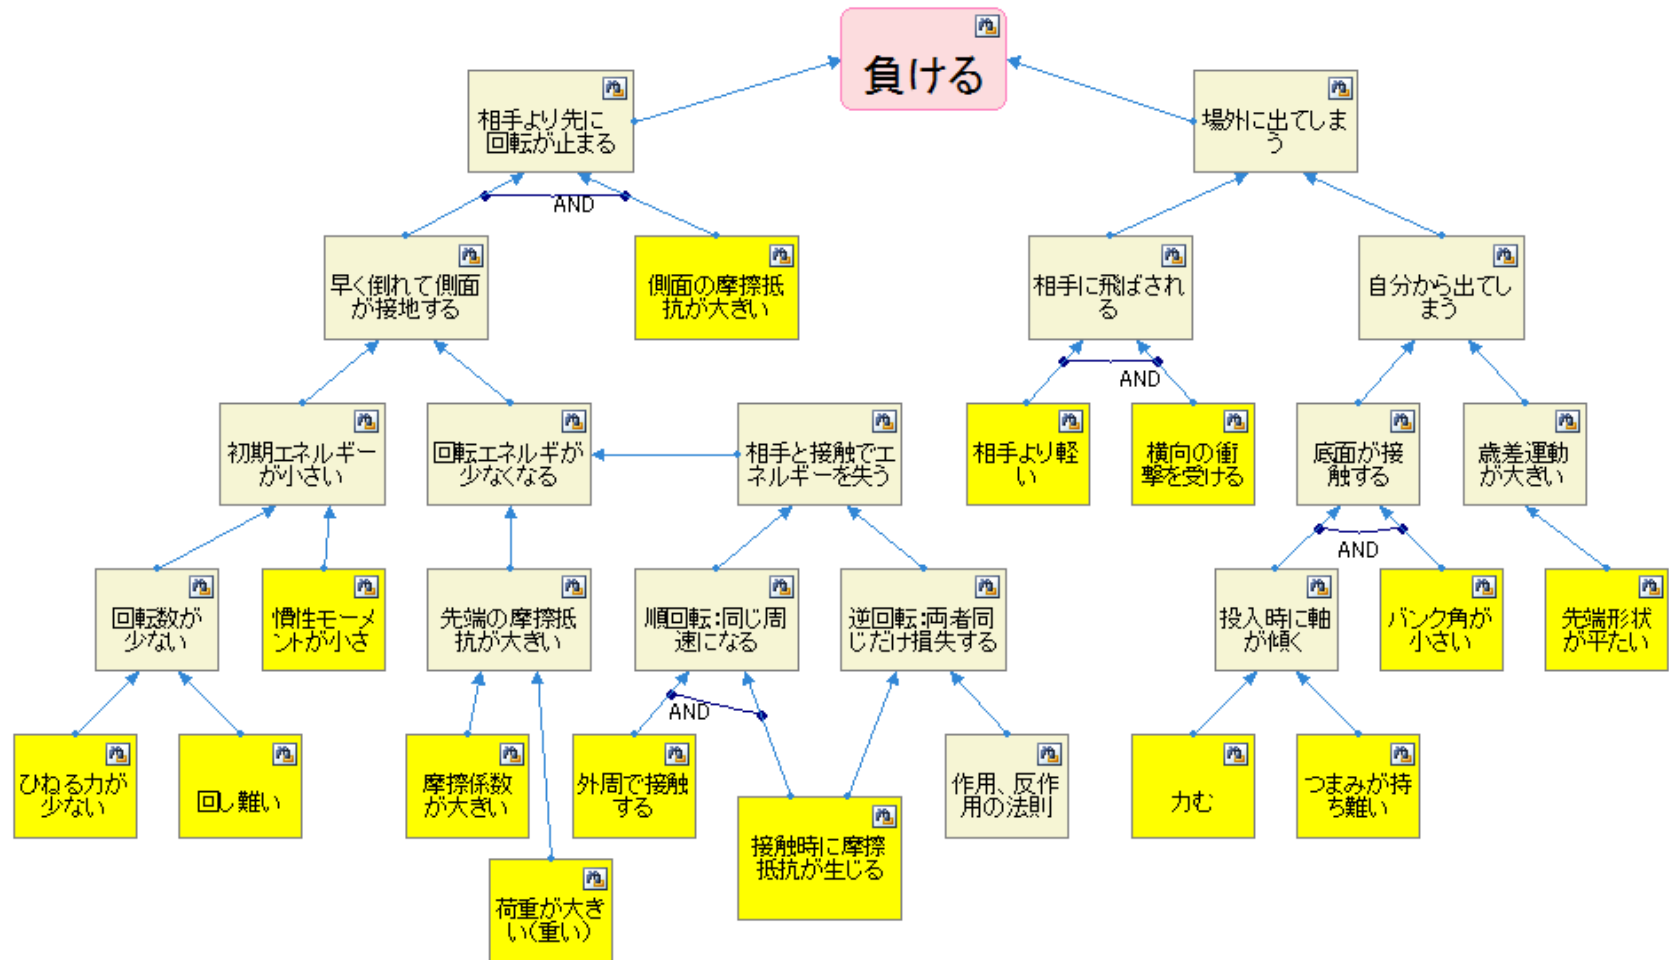 負ける
相手より先に
回転が止まる
場外に出てしま
う
AND
早く倒れて側面
が接地する
側面の摩擦抵
抗が大きい
相手に飛ばされ
る
自分から出てし
まう
AND
初期エネルギー
が小さい
回転エネルギが
少なくなる
相手と接触でエ
ネルギーを失う
相手より軽
い
横向の衝
撃を受ける
底面が接
触する
歳差運動
が大きい
AND
回転数が
少ない
慣性モーメ
ントが小さ
先端の摩擦抵
抗が大きい
順回転:同じ周
速になる
逆回転:両者同
じだけ損失する
投入時に軸
が傾く
バンク角が
小さい
先端形状
が平たい
AND
ひねる力が
少ない
回し難い
摩擦係数
が大きい
外周で接触
する
接触時に摩擦
抵抗が生じる
作用、反作
用の法則
力む
つまみが持
ち難い
荷重が大き
い(重い)